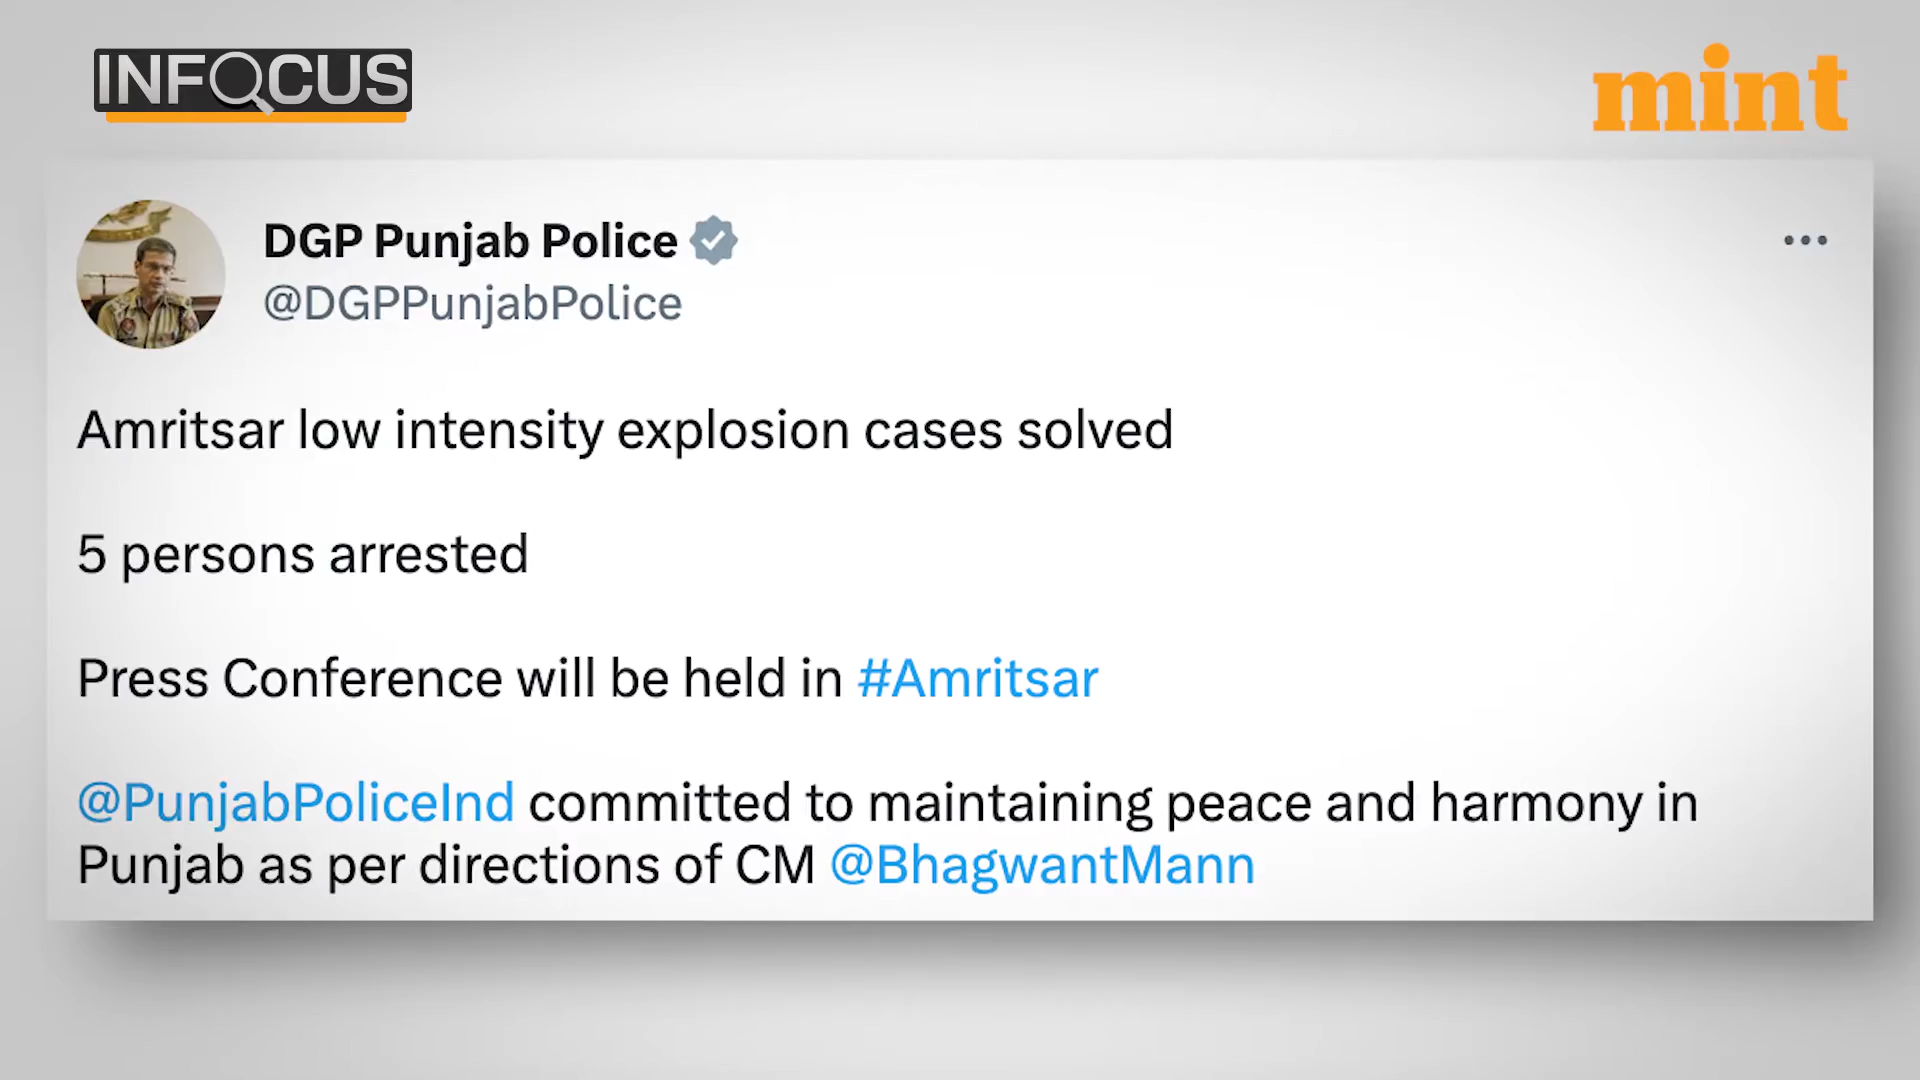 INFOCUS
mint
DGP Punjab Police
@DGPPunjabPolice
Amritsar low intensity explosion cases solved
5 persons arrested
Press Conference will be held in #Amritsar
@PunjabPoliceInd committed to maintaining peace and harmony in
Punjab as per directions of CM @BhagwantMann